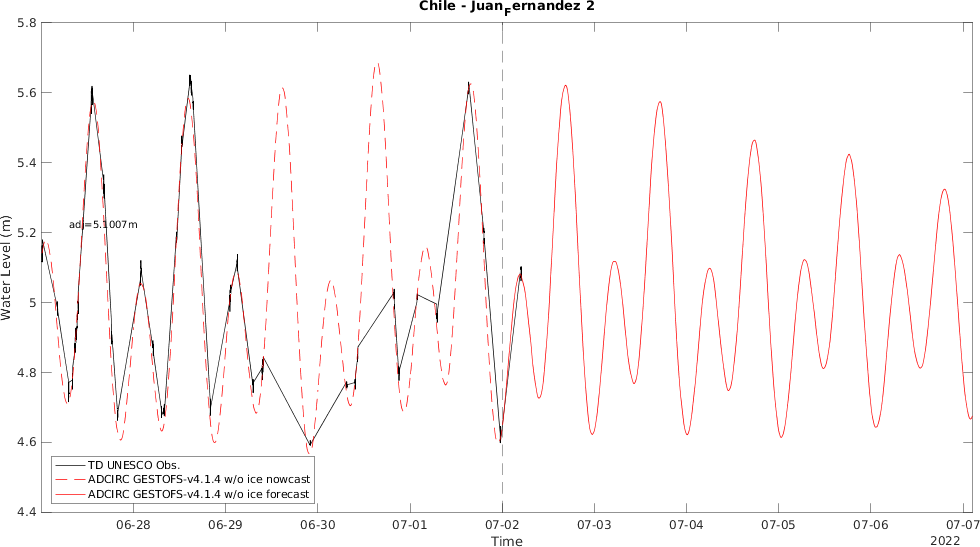 Chile - Juan_Fernandez 2
5.8
5.6
5.4
5.2
5
4.8
4.6
4.4
Water Level (m)
adj=5.1007m
TD UNESCO Obs.
ADCIRC GESTOFS-v4.1.4 w/o ice nowcast
ADCIRC GESTOFS-v4.1.4 w/o ice forecast
06-28 06-29 06-30 07-01 07-02 07-03 07-04 07-05 07-06 07-07
Time
2022